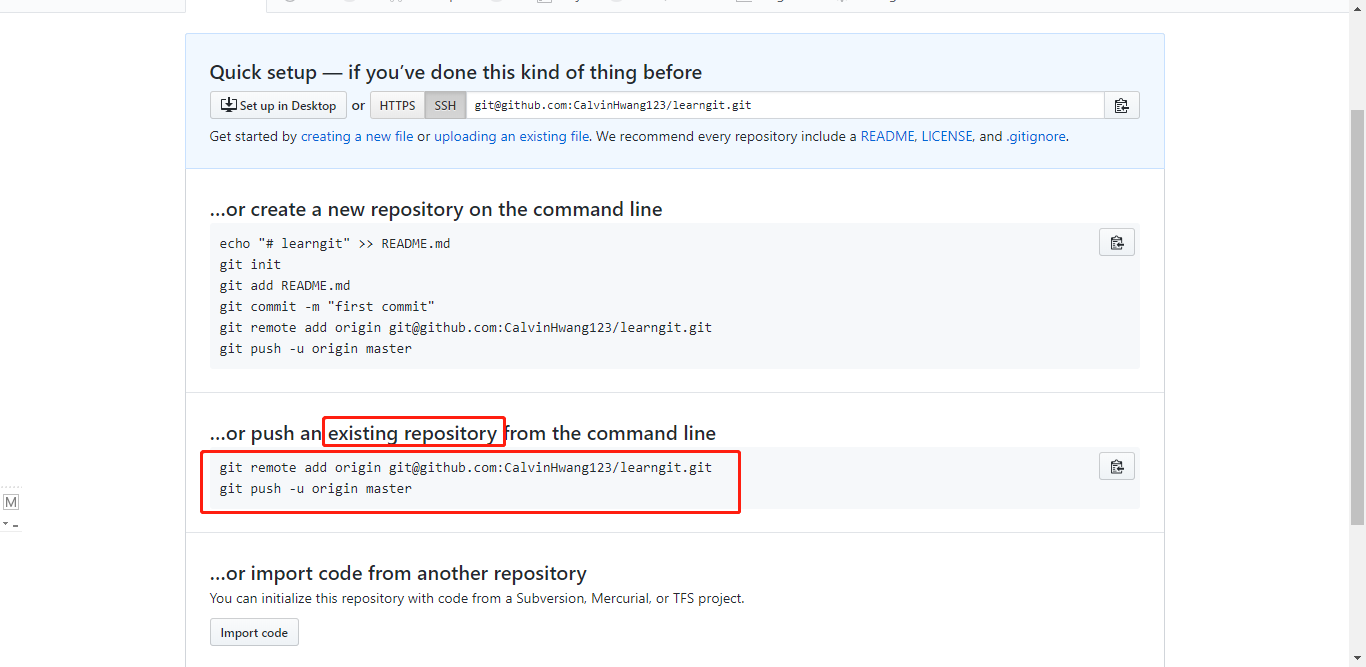 Quick setup — if you've done this kind of thing before
Set up in Desktop or HTTPS SSH git@github.com:CalvinHwang123/learngit.git
Get started by creating a new file or uploading an existing file. We recommend every repository include a README, LICENSE, and .gitignore.
…or create a new repository on the command line
echo "# learngit" >> README.md
git init
git add README.md
git commit -m "first commit"
git remote add origin git@github.com:CalvinHwang123/learngit.git
git push -u origin master
…or push an existing repository from the command line
git remote add origin git@github.com:CalvinHwang123/learngit.git
git push -u origin master
M
…or import code from another repository
You can initialize this repository with code from a Subversion, Mercurial, or TFS project.
Import code